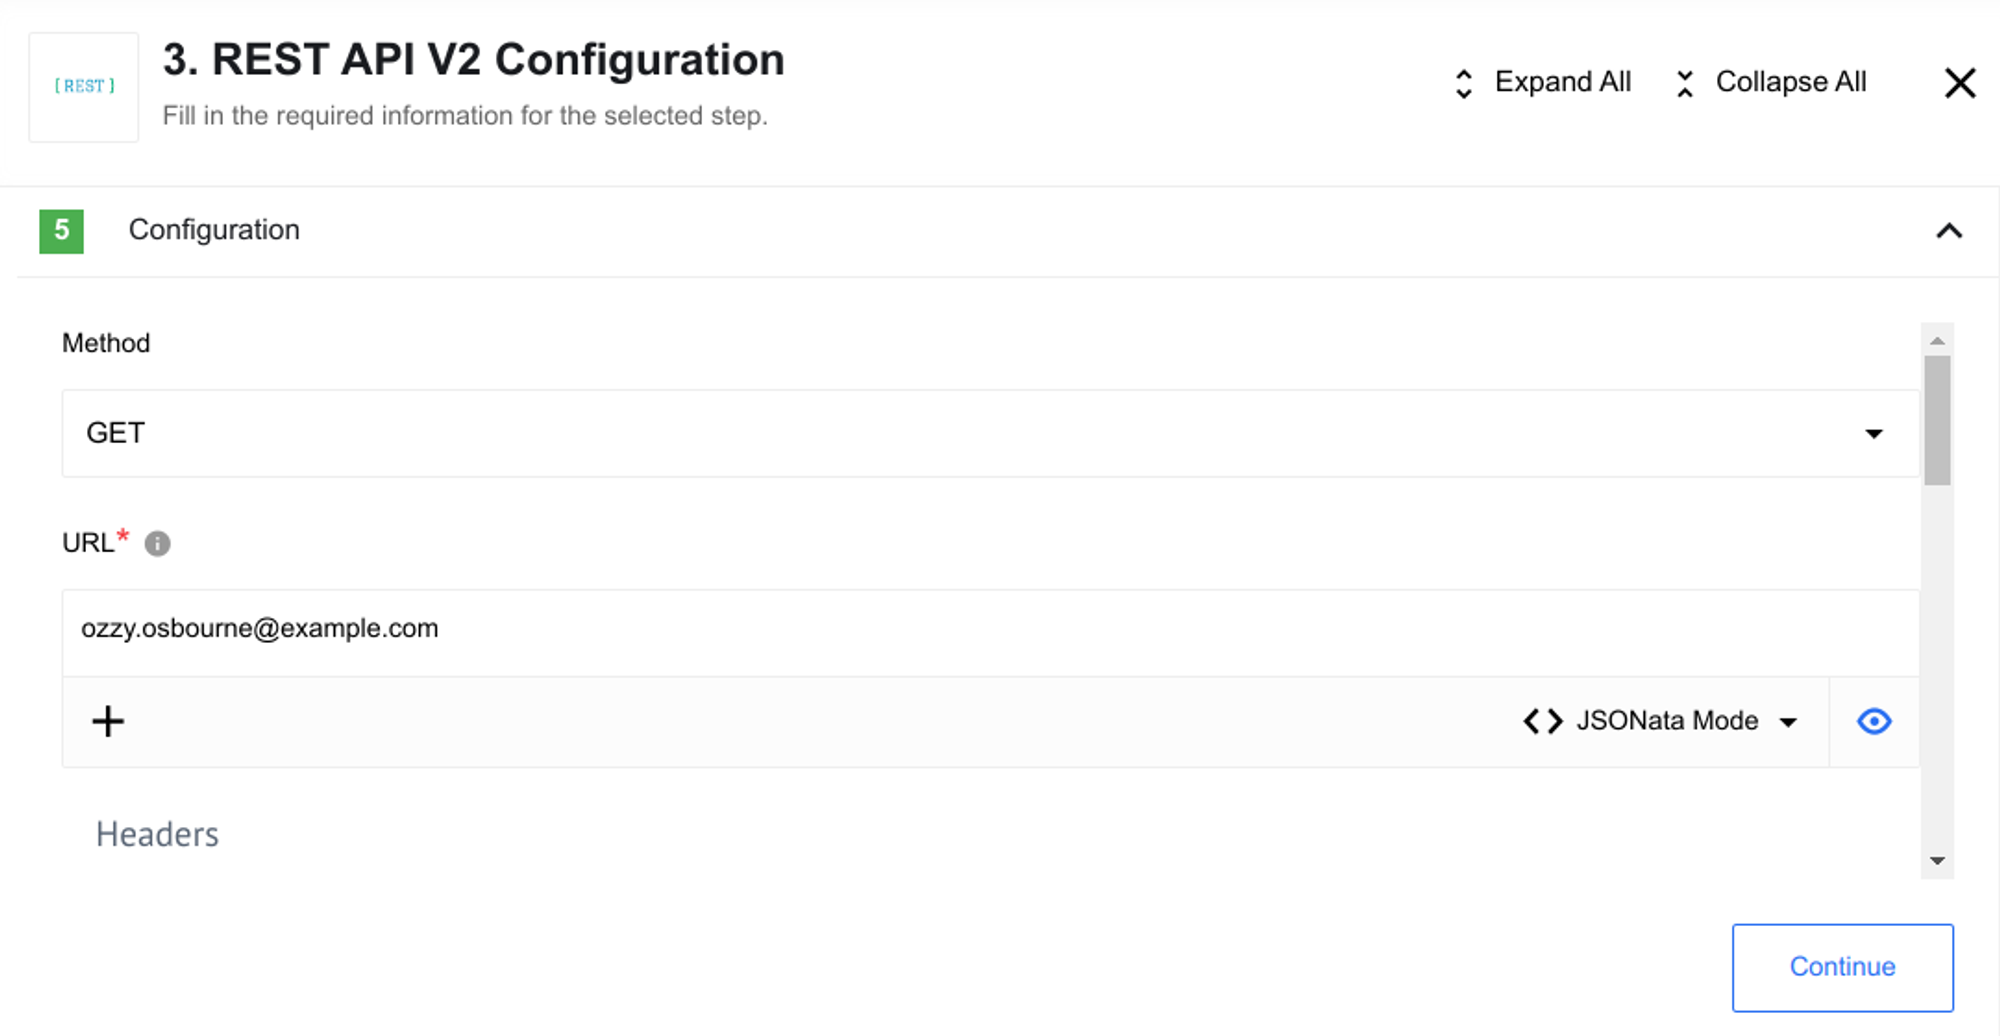 [REST]
3. REST API V2 Configuration
Fill in the required information for the selected step.
Expand All
Collapse All
5 Configuration
Method
GET
URL*
ozzy.osbourne@example.com
JSONata Mode
Headers
Continue